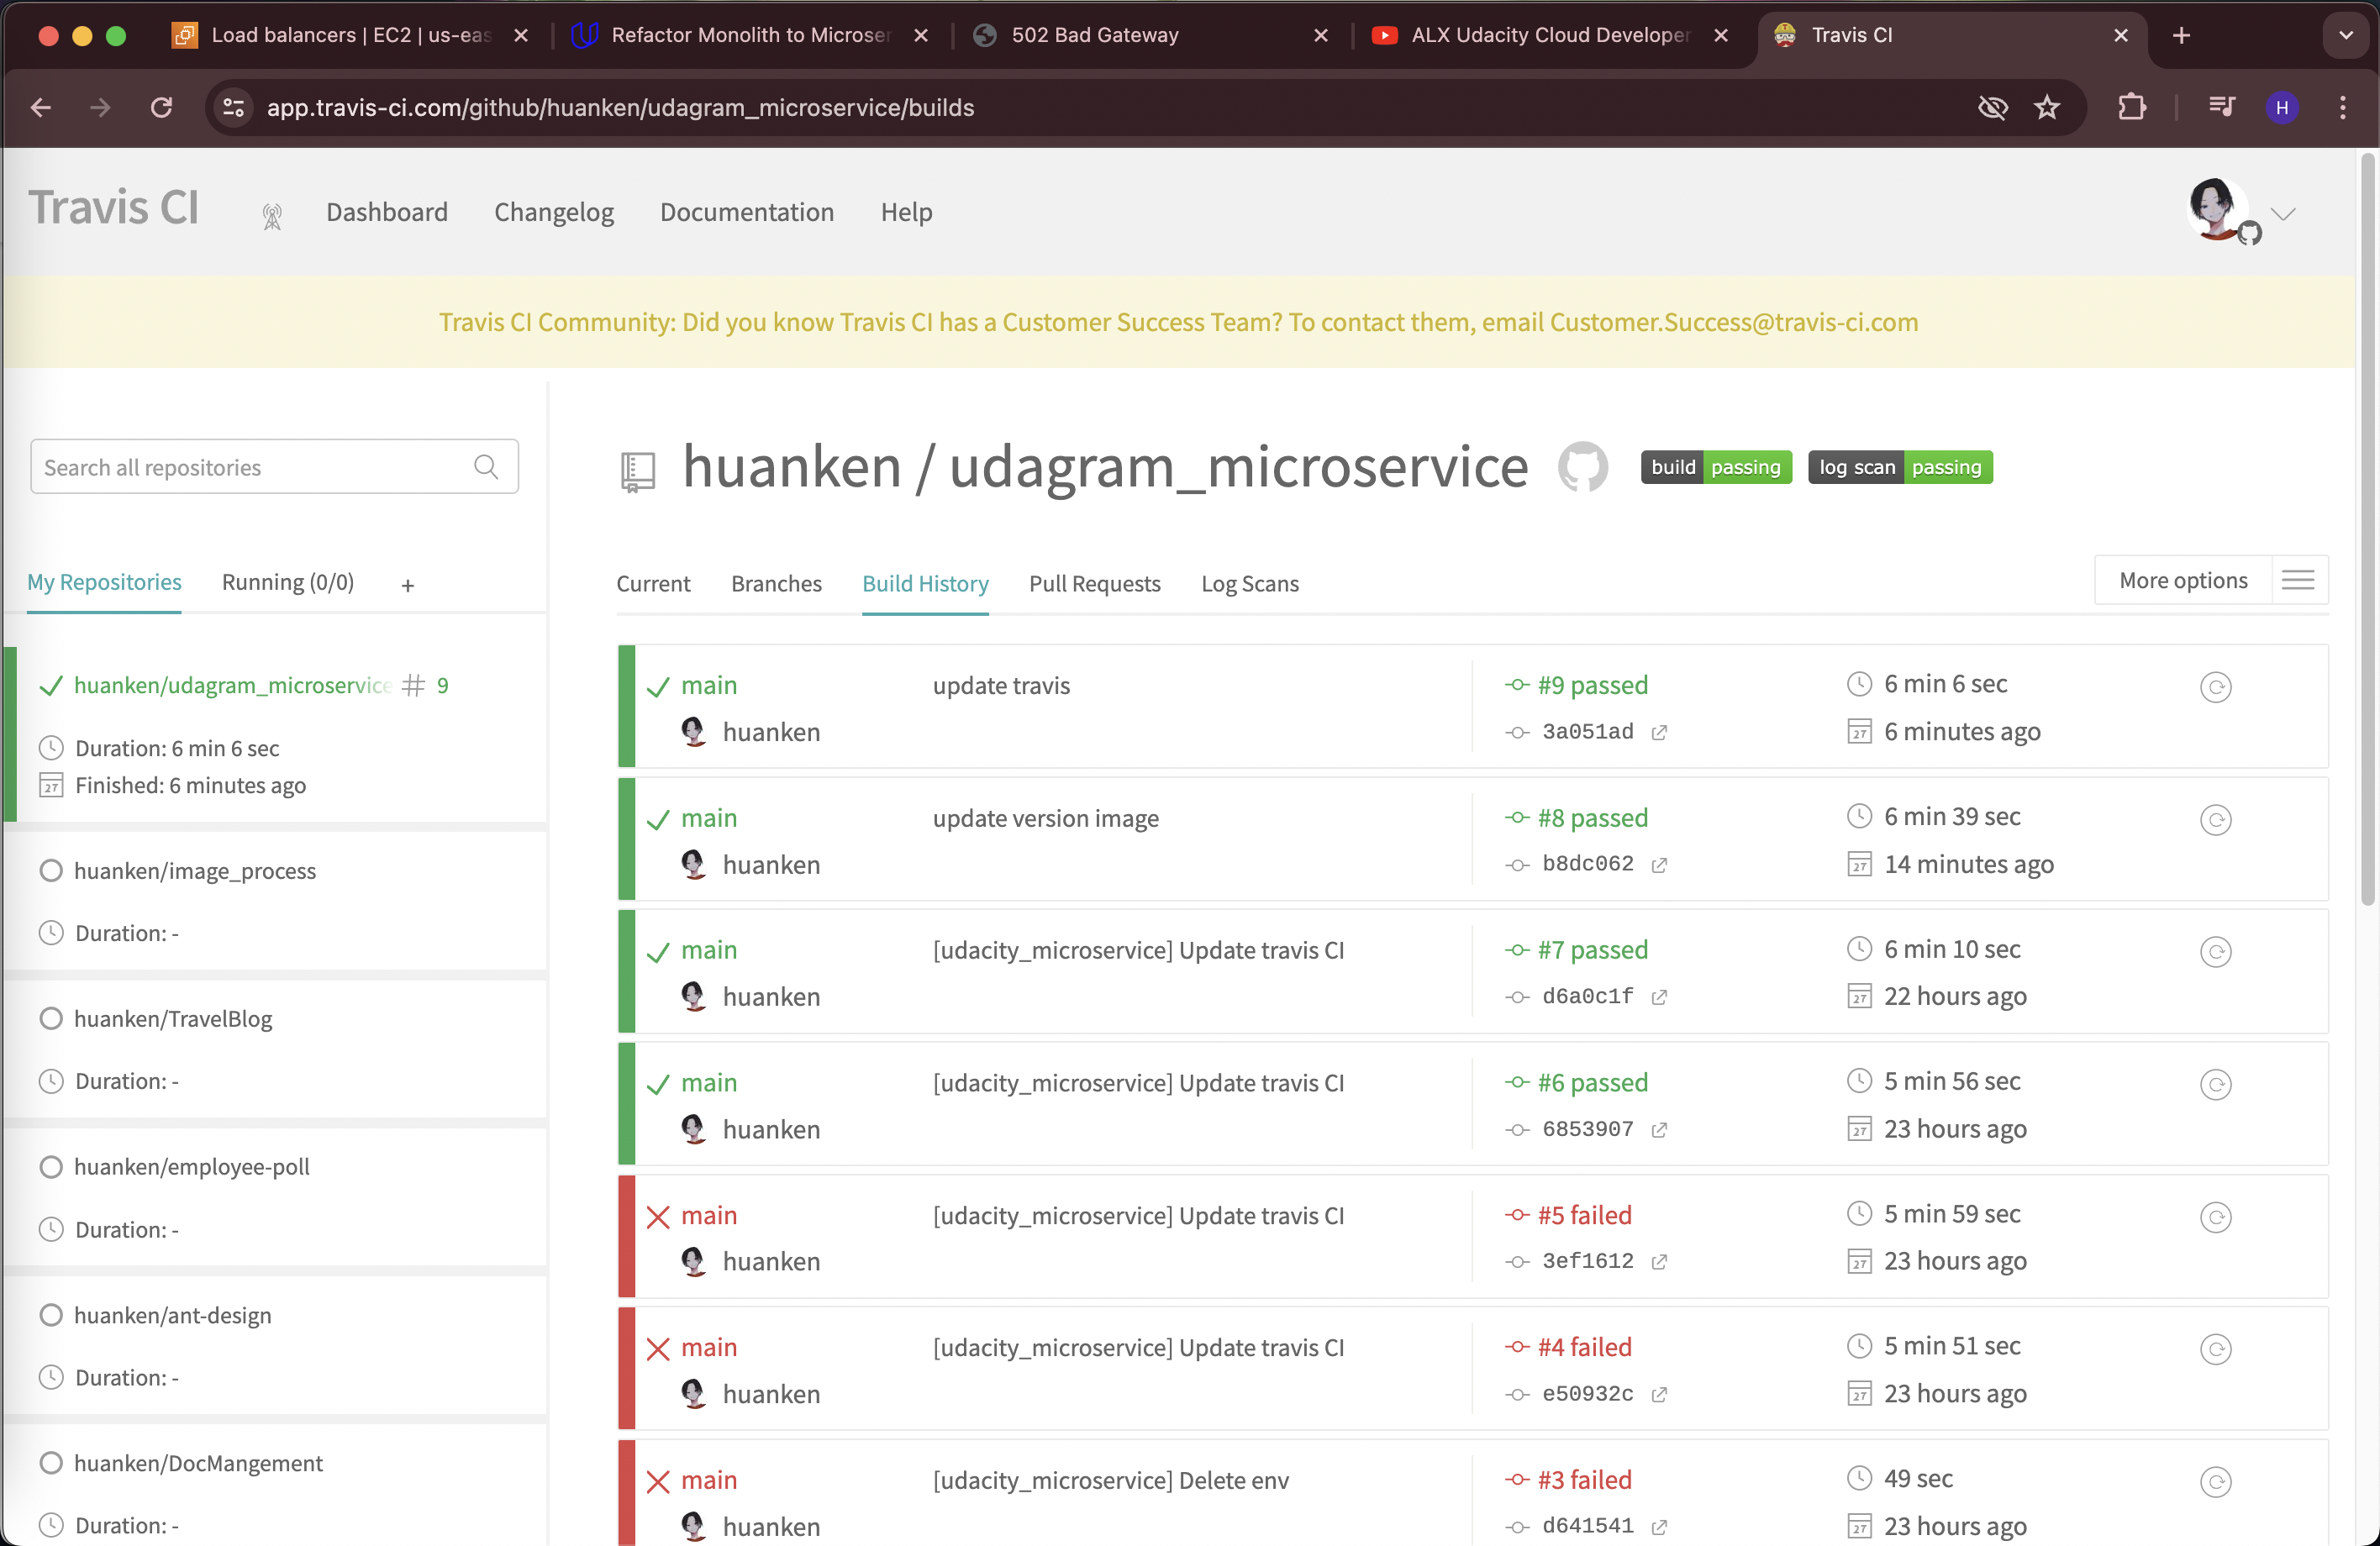 Load balancers | EC2 | us-eas
Refactor Monolith to Microser
502 Bad Gateway
ALX Udacity Cloud Developer
Travis CI
app.travis-ci.com/github/huanken/udagram_microservice/builds
H
Travis CI
Dashboard
Changelog
Documentation
Help
Travis CI Community: Did you know Travis CI has a Customer Success Team? To contact them, email Customer.Success@travis-ci.com
Search all repositories
My Repositories
Running (0/0)
+
huanken/udagram_microservice # 9
Duration: 6 min 6 sec
27 Finished: 6 minutes ago
huanken/image_process
Duration: -
huanken/TravelBlog
Duration: -
huanken/employee-poll
Duration: -
huanken/ant-design
Duration: -
huanken/DocMangement
Duration: -
huanken / udagram_microservice
build passing
log scan passing
Current
Branches
Build History
Pull Requests
Log Scans
More options
main update travis #9 passed 6 min 6 sec
huanken 3a051ad 27 6 minutes ago
main update version image #8 passed 6 min 39 sec
huanken b8dc062 27 14 minutes ago
main [udacity_microservice] Update travis CI #7 passed 6 min 10 sec
huanken d6a0c1f 27 22 hours ago
main [udacity_microservice] Update travis CI #6 passed 5 min 56 sec
huanken 6853907 27 23 hours ago
main [udacity_microservice] Update travis CI #5 failed 5 min 59 sec
huanken 3ef1612 27 23 hours ago
main [udacity_microservice] Update travis CI #4 failed 5 min 51 sec
huanken e50932c 27 23 hours ago
main [udacity_microservice] Delete env #3 failed 49 sec
huanken d641541 27 23 hours ago